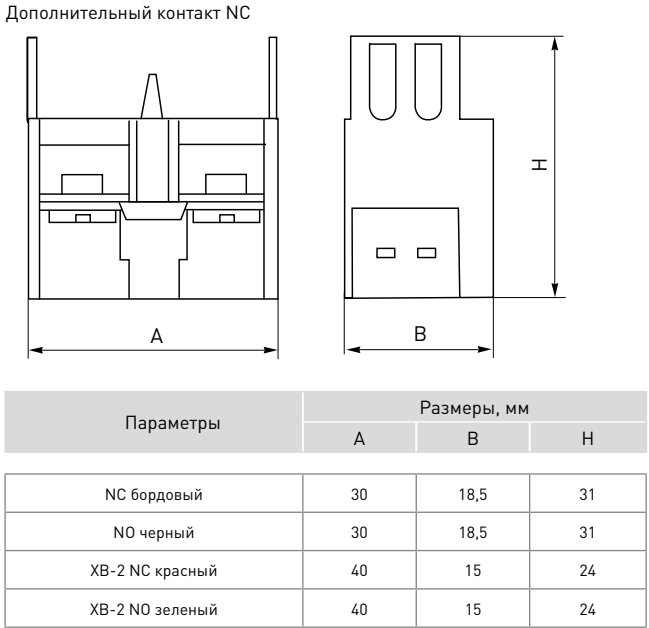 Дополнительный контакт NC
H
A
B
Параметры
Размеры, мм
A
B
H
NC бордовый 30 18,5 31
NO черный 30 18,5 31
XB-2 NC красный 40 15 24
XB-2 NO зеленый 40 15 24